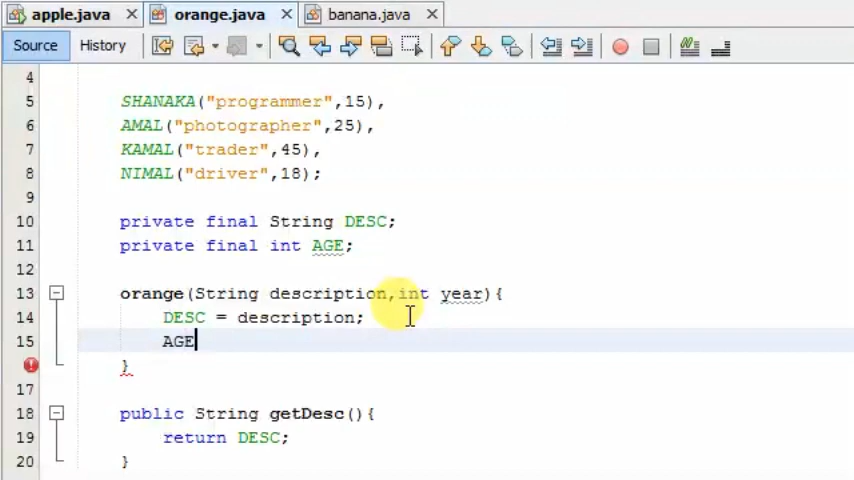 apple.java orange.java banana.java
Source History
4
5 SHANAKA("programmer",15),
6 AMAL("photographer",25),
7 KAMAL("trader",45),
8 NIMAL("driver",18);
9
10 private final String DESC;
11 private final int AGE;
12
13 orange(String description,int year){
14 DESC = description;
15 AGE
}
17
18 public String getDesc(){
19 return DESC;
20 }